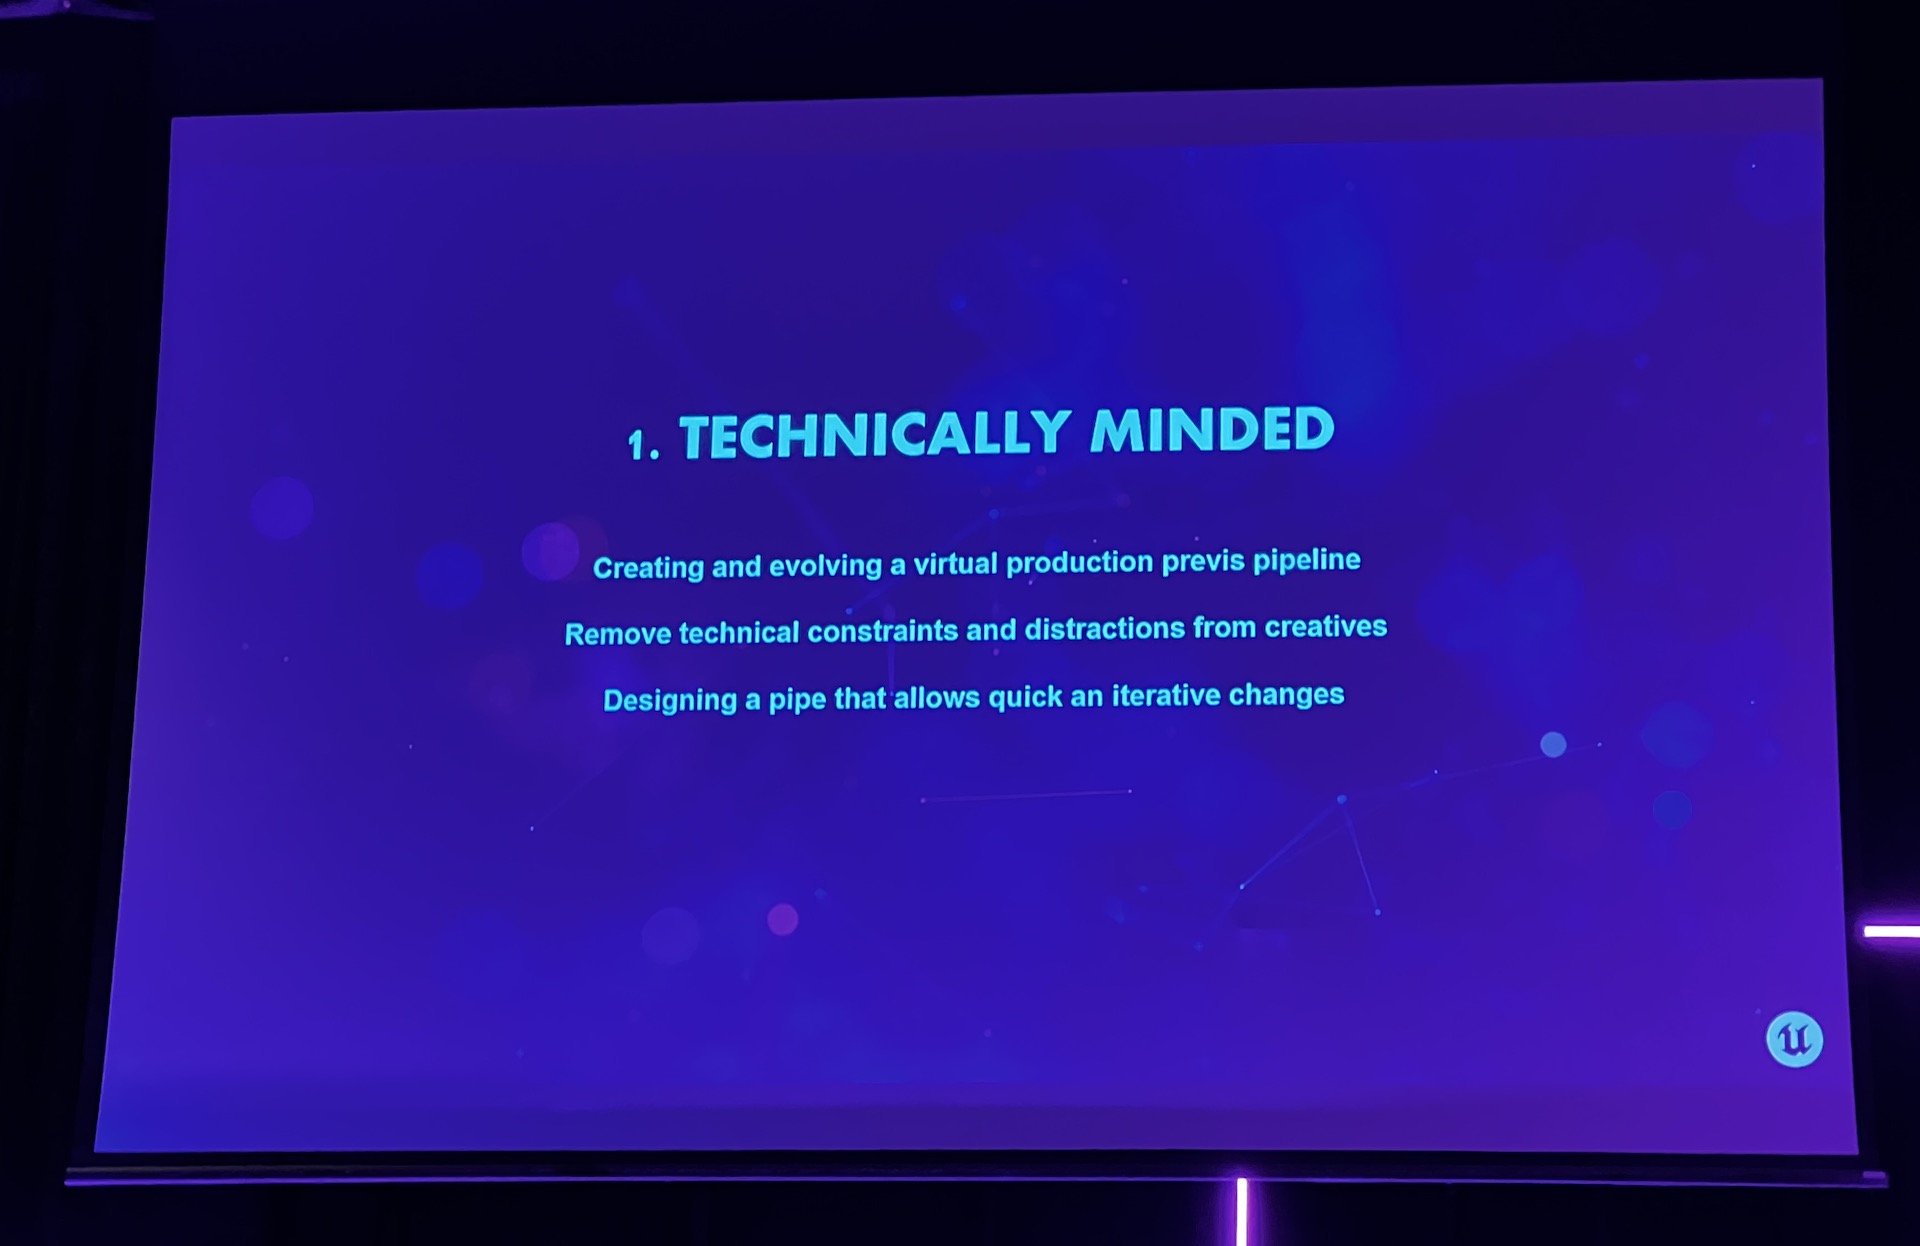 1. TECHNICALLY MINDED
Creating and evolving a virtual production previs pipeline
Remove technical constraints and distractions from creatives
Designing a pipe that allows quick an iterative changes